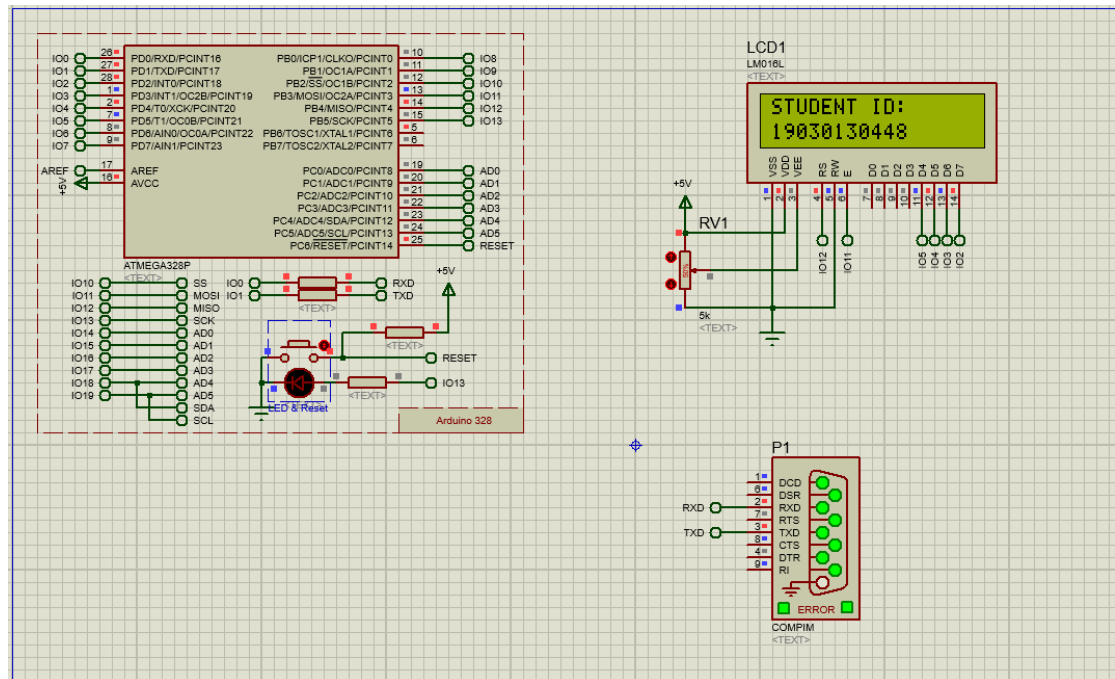 IO0 26 PD0/RXD/PCINT16 PB0/ICP1/CLKO/PCINT0 10 IO8
IO1 27 PD1/TXD/PCINT17 PB1/OC1A/PCINT1 11 IO9
IO2 28 PD2/INT0/PCINT18 PB2/SS/OC1B/PCINT2 12 IO10
IO3 1 PD3/INT1/OC2B/PCINT19 PB3/MOSI/OC2A/PCINT3 13 IO11
IO4 2 PD4/T0/XCK/PCINT20 PB4/MISO/PCINT4 14 IO12
IO5 7 PD5/T1/OC0B/PCINT21 PB5/SCK/PCINT5 15 IO13
IO6 8 PD6/AIN0/OC0A/PCINT22 PB6/TOSC1/XTAL1/PCINT6 5
IO7 9 PD7/AIN1/PCINT23 PB7/TOSC2/XTAL2/PCINT7 6
AREF 17 AREF PC0/ADC0/PCINT8 19 AD0
+5V 16 AVCC PC1/ADC1/PCINT9 20 AD1
PC2/ADC2/PCINT10 21 AD2
PC3/ADC3/PCINT11 22 AD3
PC4/ADC4/SDA/PCINT12 23 AD4
PC5/ADC5/SCL/PCINT13 24 AD5
PC6/RESET/PCINT14 25 RESET
ATMEGA328P
<TEXT>
IO10 SS
IO11 MOSI
IO12 MISO
IO13 SCK
IO14 AD0
IO15 AD1
IO16 AD2
IO17 AD3
IO18 AD4
IO19 AD5
SDA
SCL
IO0 RXD
IO1 TXD
<TEXT>
+5V
<TEXT>
RESET
IO13
<TEXT>
LED & Reset
Arduino 328
LCD1
LM016L
<TEXT>
STUDENT ID:
19030130448
VSS VDD VEE RS RW E D0 D1 D2 D3 D4 D5 D6 D7
1 2 3 4 5 6 7 8 9 10 11 12 13 14
IO12 IO11 IO5 IO4 IO3 IO2
+5V
RV1
50%
5k
<TEXT>
P1
1 DCD
6 DSR
RXD 2 RXD
7 RTS
TXD 3 TXD
8 CTS
4 DTR
9 RI
ERROR
COMPIM
<TEXT>